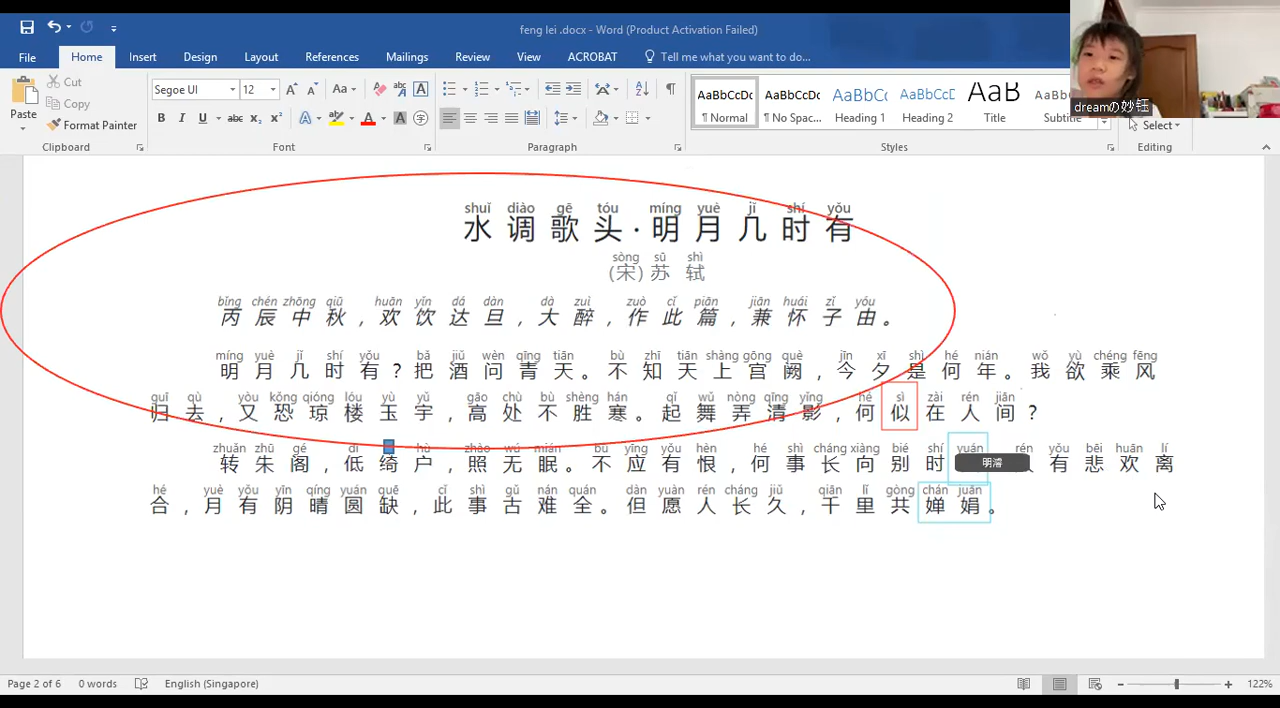 feng lei .docx - Word (Product Activation Failed)
File Home Insert Design Layout References Mailings Review View ACROBAT Tell me what you want to do...
dreamの妙钰
Paste Cut Copy Format Painter
Segoe UI 12
AaBbCcDc AaBbCcDc AaBbCc AaBbCcD AaB AaBb
¶ Normal ¶ No Spac... Heading 1 Heading 2 Title Subtitle
Select
Clipboard Font Paragraph Styles Editing
shuǐ diào gē tóu míng yuè jǐ shí yǒu
水调歌头·明月几时有
sòng sū shì
(宋)苏轼
bǐng chén zhōng qiū huān yǐn dá dàn dà zuì zuò cǐ piān jiān huái zǐ yóu
丙辰中秋,欢饮达旦,大醉,作此篇,兼怀子由。
míng yuè jǐ shí yǒu bǎ jiǔ wèn qīng tiān bù zhī tiān shàng gōng què jīn xī shì hé nián wǒ yù chéng fēng
明月几时有?把酒问青天。不知天上宫阙,今夕是何年。我欲乘风
guī qù yòu kǒng qióng lóu yù yǔ gāo chù bù shèng hán qǐ wǔ nòng qīng yǐng hé sì zài rén jiān
归去,又恐琼楼玉宇,高处不胜寒。起舞弄清影,何似在人间?
zhuǎn zhū gé dī hù zhào wú mián bù yīng yǒu hèn hé shì cháng xiàng bié shí yuán rén yǒu bēi huān lí
转朱阁,低绮户,照无眠。不应有恨,何事长向别时 有悲欢离
明濬
hé yuè yǒu yīn qíng yuán quē cǐ shì gǔ nán quán dàn yuàn rén cháng jiǔ qiān lǐ gòng chán juān
合,月有阴晴圆缺,此事古难全。但愿人长久,千里共婵娟。
Page 2 of 6 0 words English (Singapore) 122%